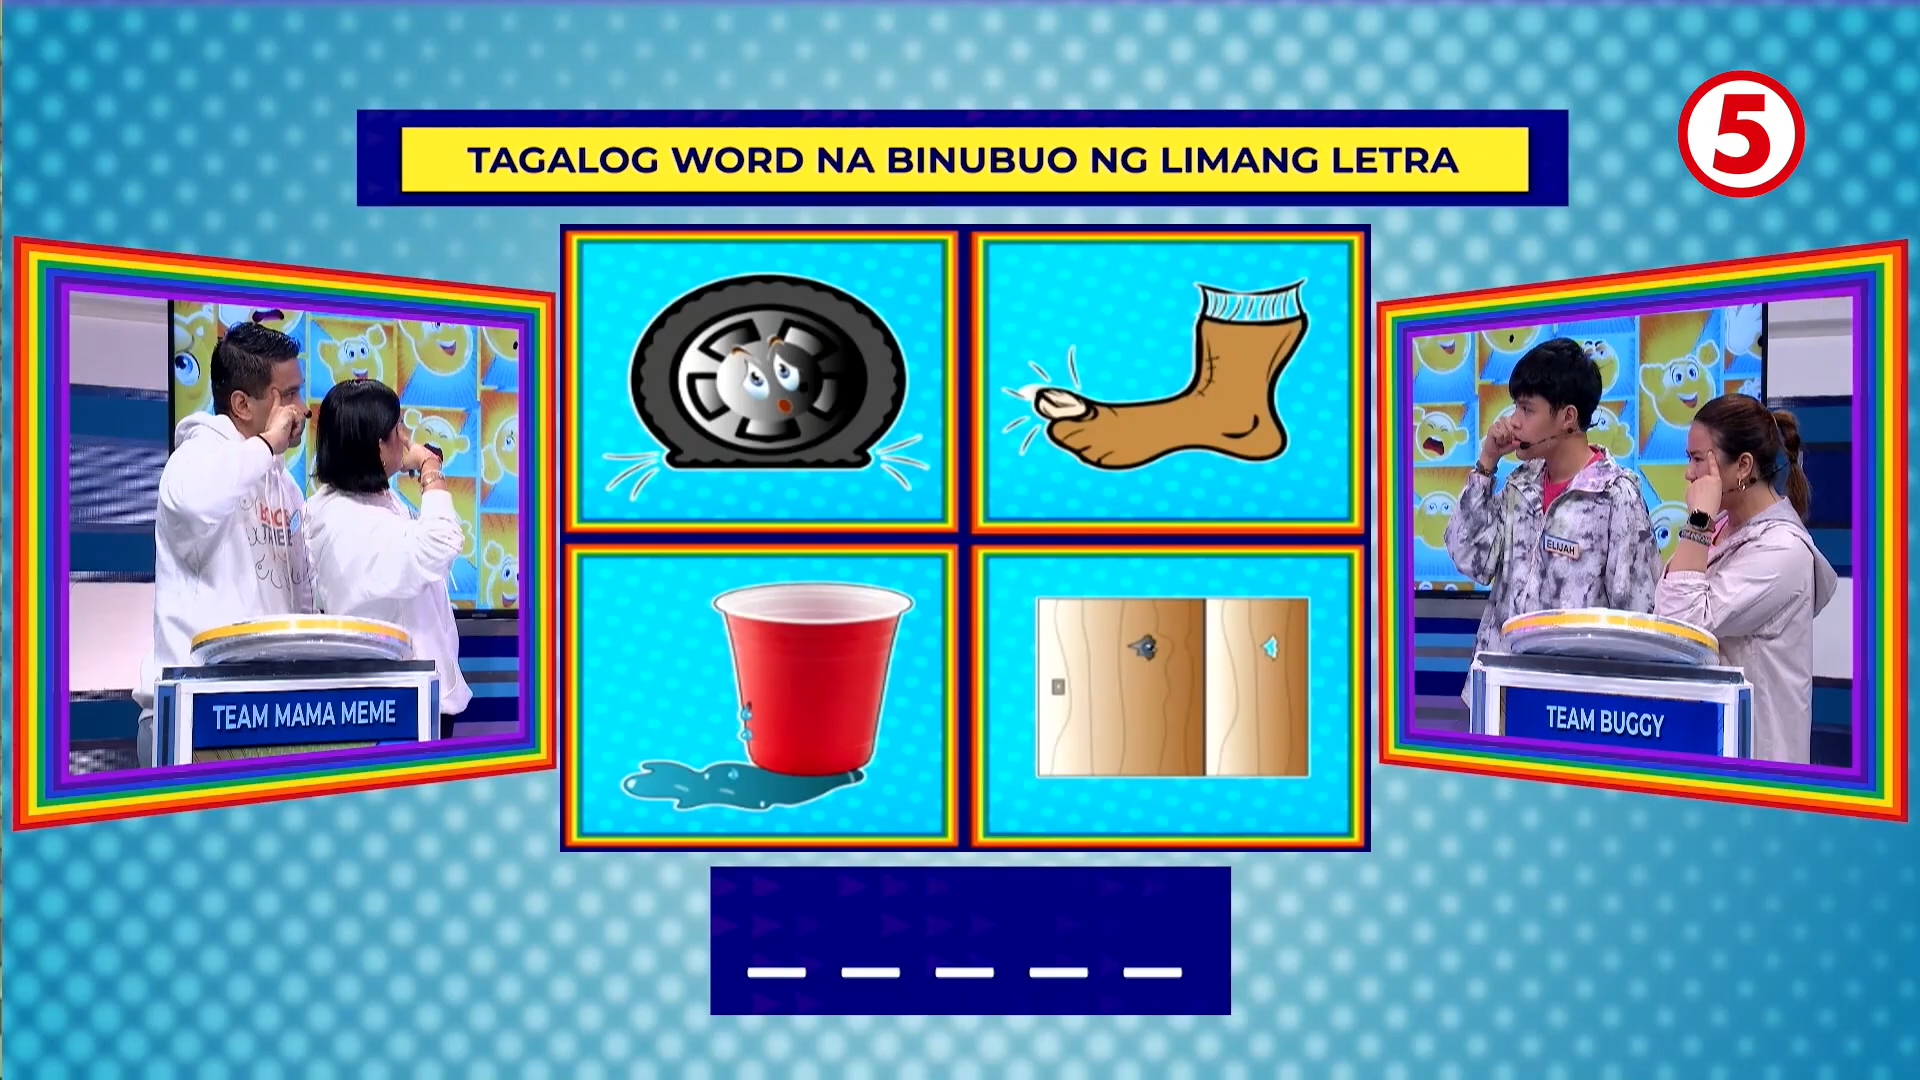 TAGALOG WORD NA BINUBUO NG LIMANG LETRA
5
ELIJAH
TEAM MAMA MEME
TEAM BUGGY